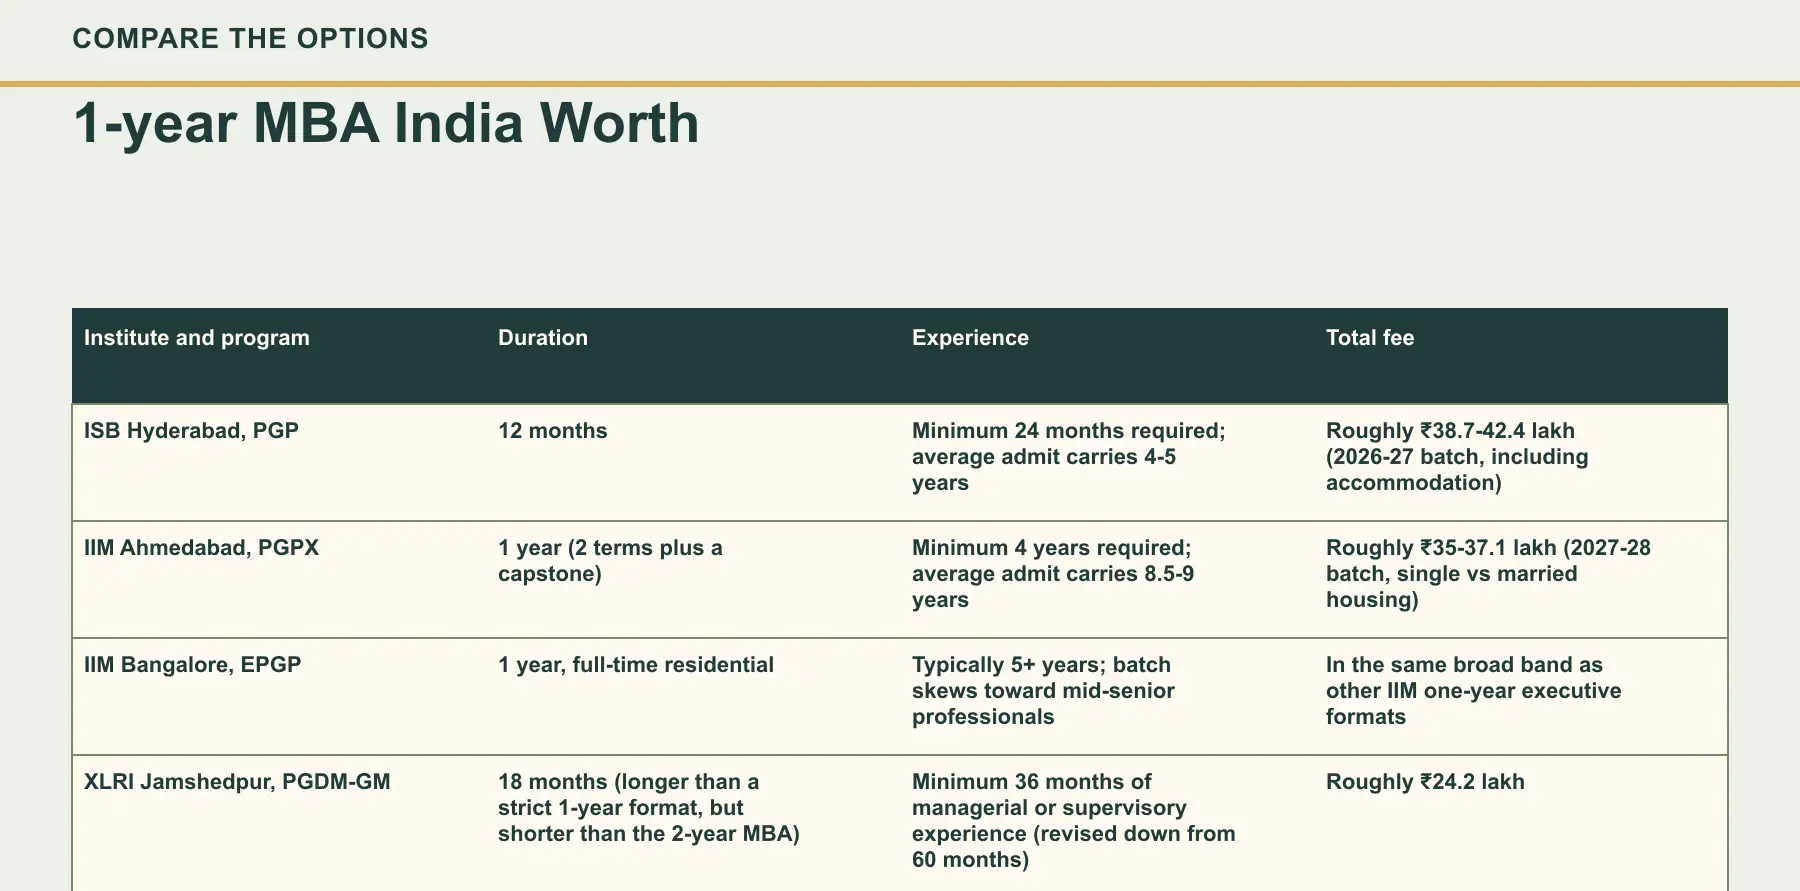 COMPARE THE OPTIONS
1-year MBA India Worth
Institute and program
Duration
Experience
Total fee
ISB Hyderabad, PGP
12 months
Minimum 24 months required;
average admit carries 4-5
years
Roughly ₹38.7-42.4 lakh
(2026-27 batch, including
accommodation)
IIM Ahmedabad, PGPX
1 year (2 terms plus a
capstone)
Minimum 4 years required;
average admit carries 8.5-9
years
Roughly ₹35-37.1 lakh (2027-28
batch, single vs married
housing)
IIM Bangalore, EPGP
1 year, full-time residential
Typically 5+ years; batch
skews toward mid-senior
professionals
In the same broad band as
other IIM one-year executive
formats
XLRI Jamshedpur, PGDM-GM
18 months (longer than a
strict 1-year format, but
shorter than the 2-year MBA)
Minimum 36 months of
managerial or supervisory
experience (revised down from
60 months)
Roughly ₹24.2 lakh